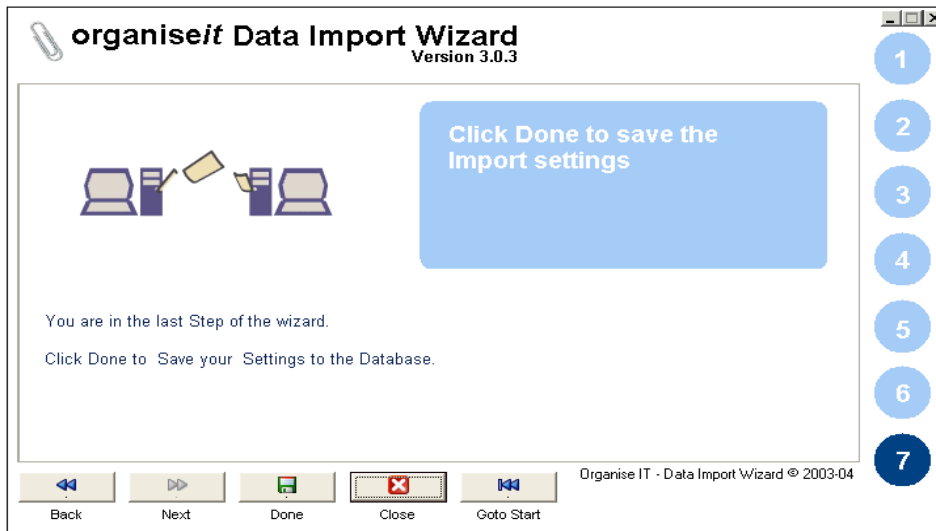 organiseit Data Import Wizard
Version 3.0.3
1
2
3
4
5
6
7
Click Done to save the
Import settings
You are in the last Step of the wizard.
Click Done to Save your Settings to the Database.
Organise IT - Data Import Wizard © 2003-04
Back Next Done Close Goto Start